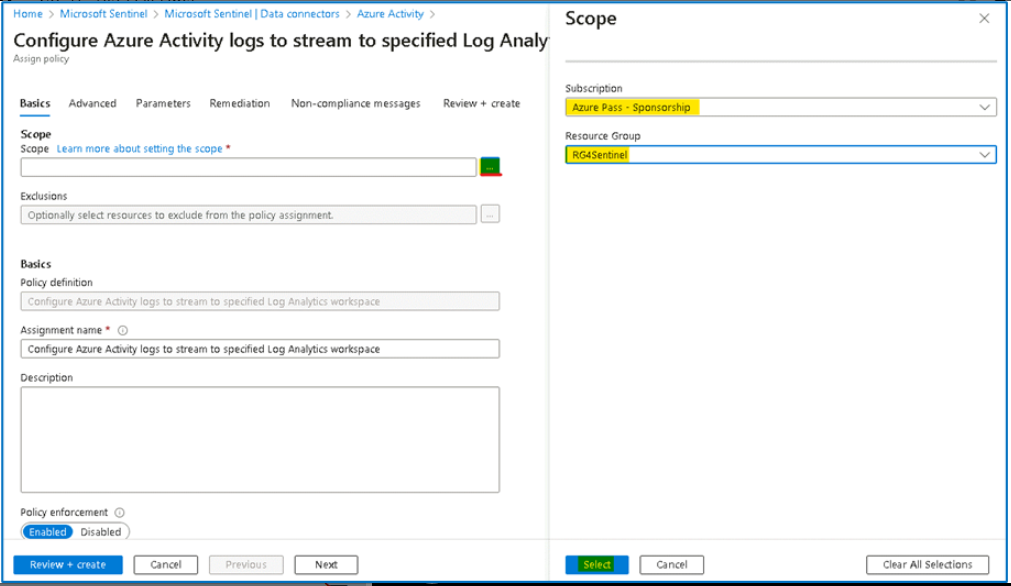 Home > Microsoft Sentinel > Microsoft Sentinel | Data connectors > Azure Activity >
Configure Azure Activity logs to stream to specified Log Analy
Assign policy
Basics Advanced Parameters Remediation Non-compliance messages Review + create
Scope
Scope Learn more about setting the scope *
...
Exclusions
Optionally select resources to exclude from the policy assignment.
...
Basics
Policy definition
Configure Azure Activity logs to stream to specified Log Analytics workspace
Assignment name *
Configure Azure Activity logs to stream to specified Log Analytics workspace
Description
Policy enforcement
Enabled Disabled
Review + create Cancel Previous Next
Scope
Subscription
Azure Pass - Sponsorship
Resource Group
RG4Sentinel
Select Cancel Clear All Selections